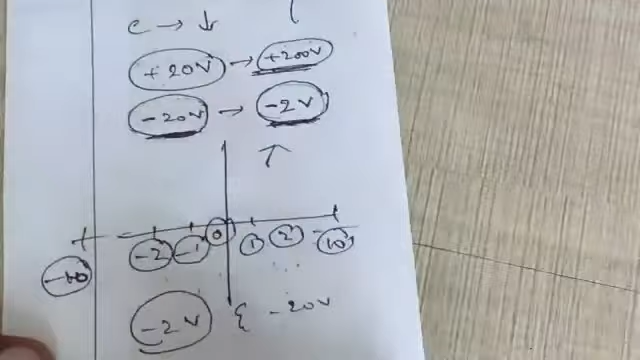 e → ↓
+20V → +200V
-20V → -2V
↑
-10 -2 -1 0 1 2 10
-2V { -20V